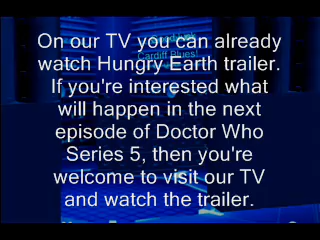 On our TV you can already
watch Hungry Earth trailer.
Cardiff Blues!
If you're interested what
will happen in the next
episode of Doctor Who
Series 5, then you're
welcome to visit our TV
and watch the trailer.